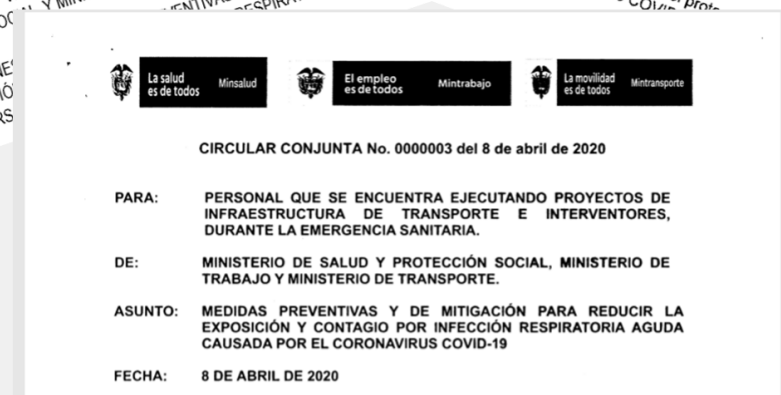 La salud
es de todos
Minsalud
El empleo
es de todos
Mintrabajo
La movilidad
es de todos
Mintransporte
CIRCULAR CONJUNTA No. 0000003 del 8 de abril de 2020
PARA: PERSONAL QUE SE ENCUENTRA EJECUTANDO PROYECTOS DE
INFRAESTRUCTURA DE TRANSPORTE E INTERVENTORES,
DURANTE LA EMERGENCIA SANITARIA.
DE: MINISTERIO DE SALUD Y PROTECCIÓN SOCIAL, MINISTERIO DE
TRABAJO Y MINISTERIO DE TRANSPORTE.
ASUNTO: MEDIDAS PREVENTIVAS Y DE MITIGACIÓN PARA REDUCIR LA
EXPOSICIÓN Y CONTAGIO POR INFECCIÓN RESPIRATORIA AGUDA
CAUSADA POR EL CORONAVIRUS COVID-19
FECHA: 8 DE ABRIL DE 2020